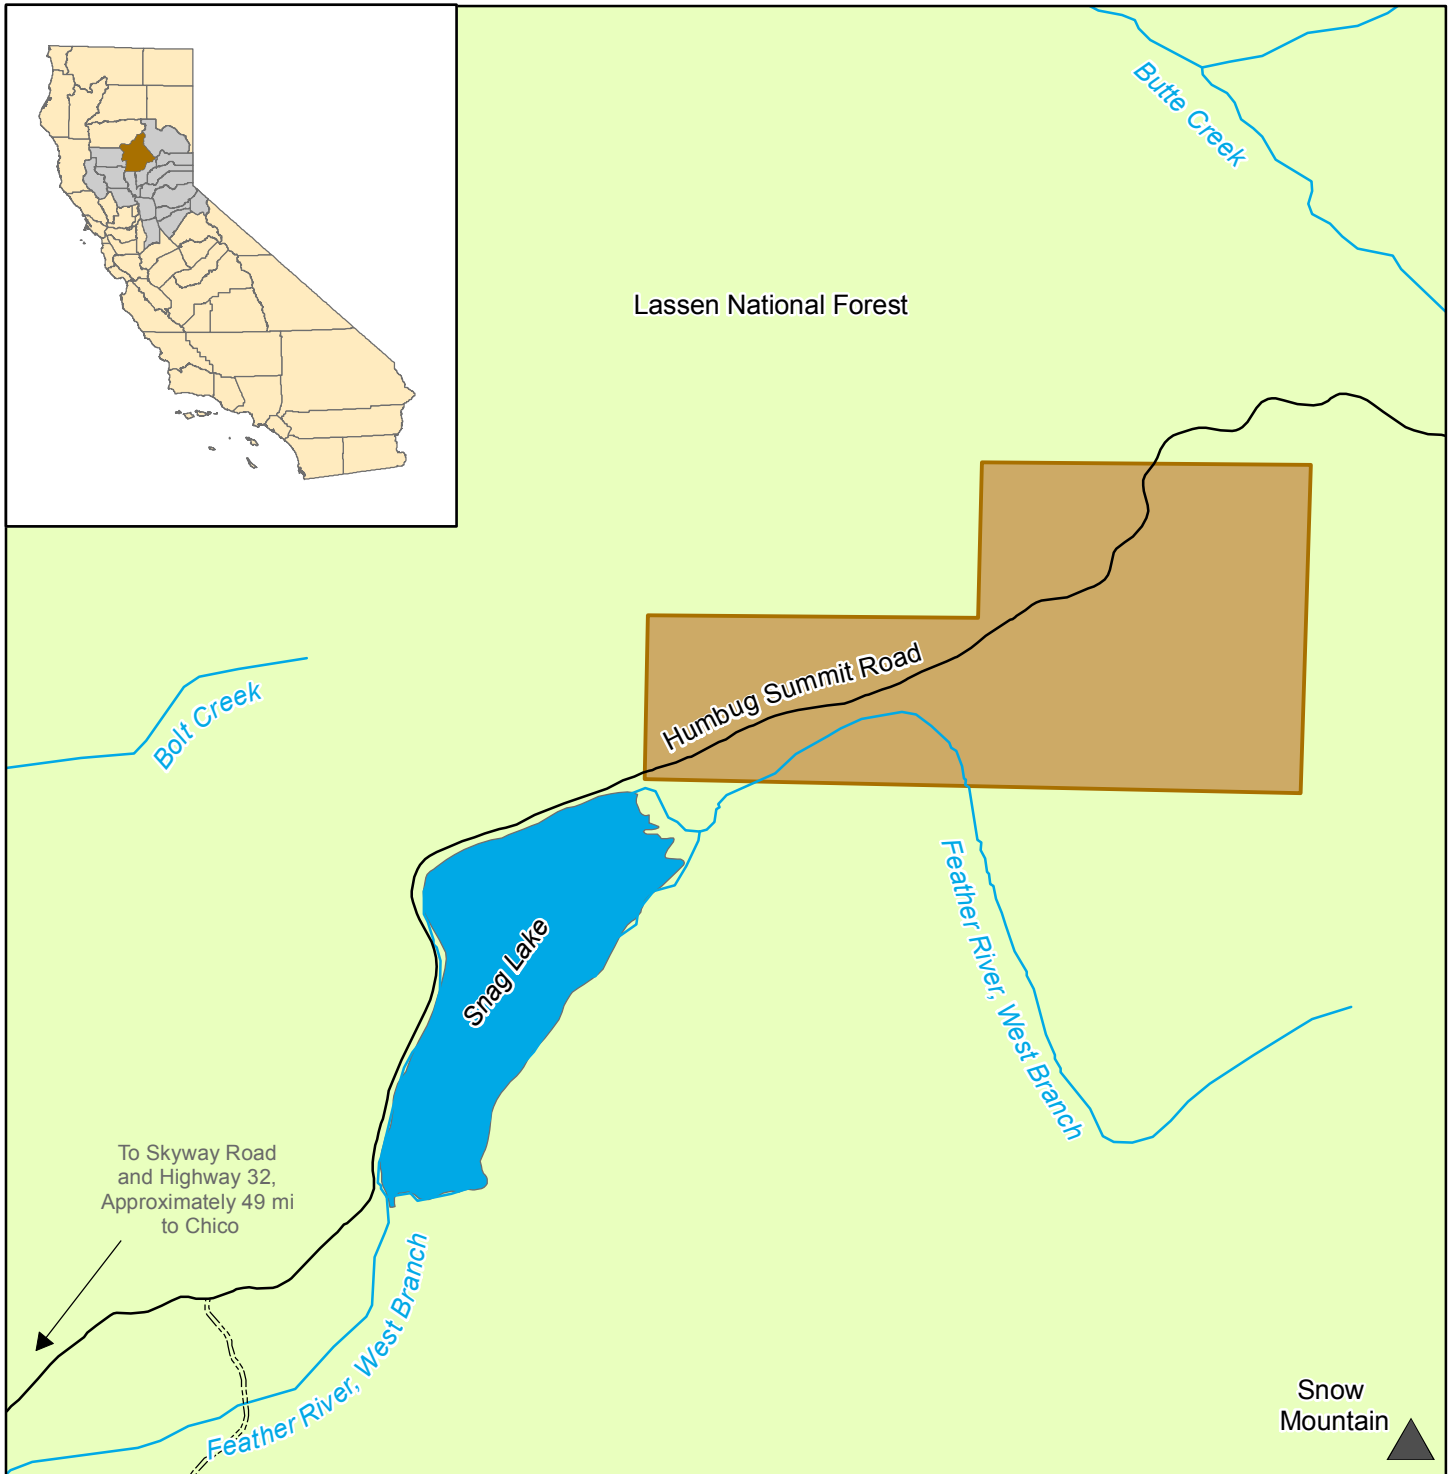 Butte Creek
Lassen National Forest
Humbug Summit Road
Bolt Creek
Feather River, West Branch
Snag Lake
To Skyway Road
and Highway 32,
Approximately 49 mi
to Chico
Feather River, West Branch
Snow
Mountain